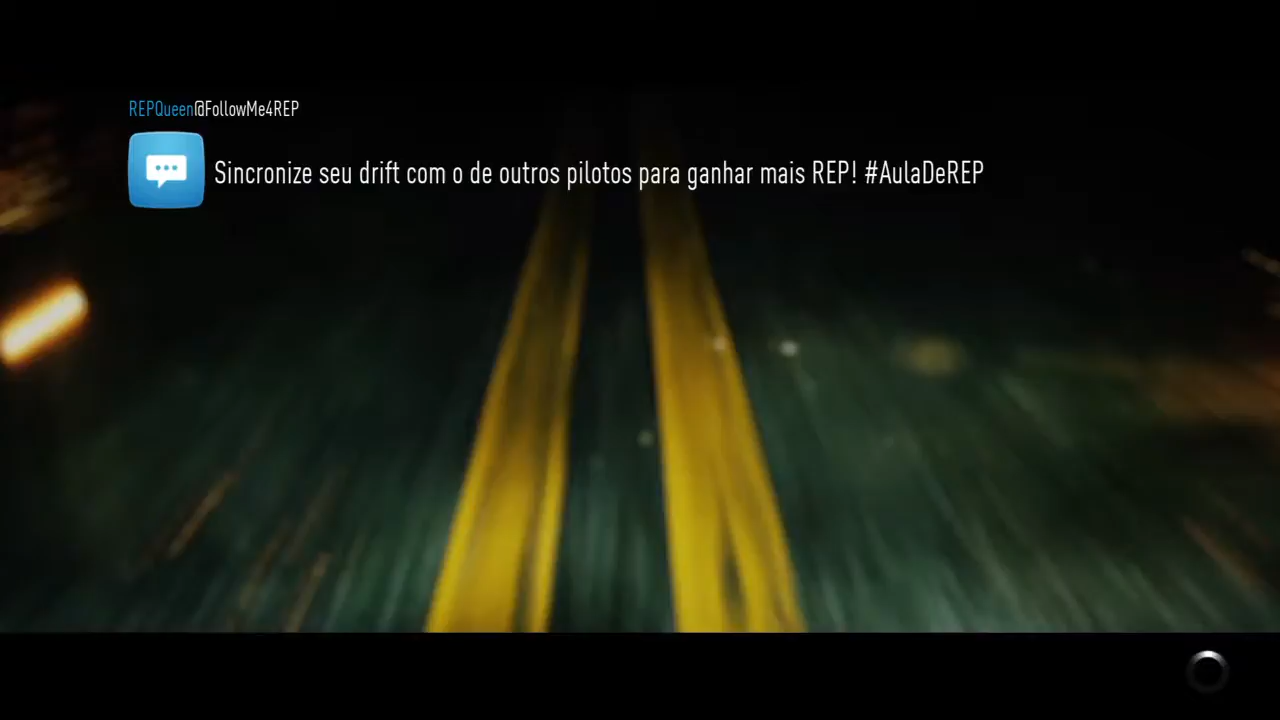 REPQueen@FollowMe4REP
Sincronize seu drift com o de outros pilotos para ganhar mais REP! #AulaDeREP